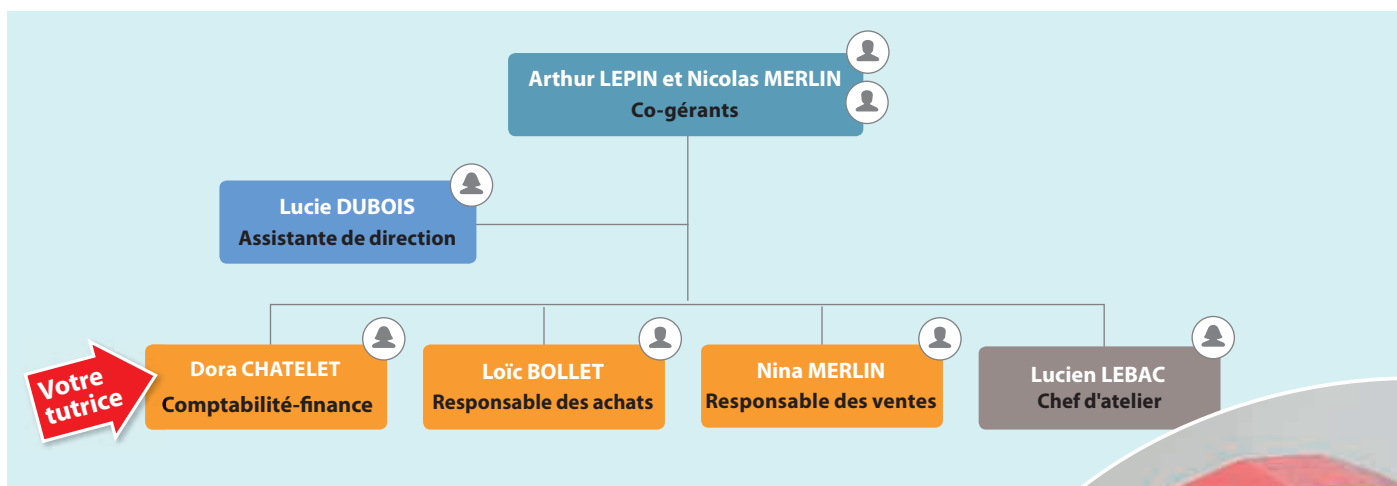 Arthur LEPIN et Nicolas MERLIN
Co-gérants
Lucie DUBOIS
Assistante de direction
Votre
tutrice
Dora CHATELET
Comptabilité-finance
Loïc BOLLET
Responsable des achats
Nina MERLIN
Responsable des ventes
Lucien LEBAC
Chef d'atelier